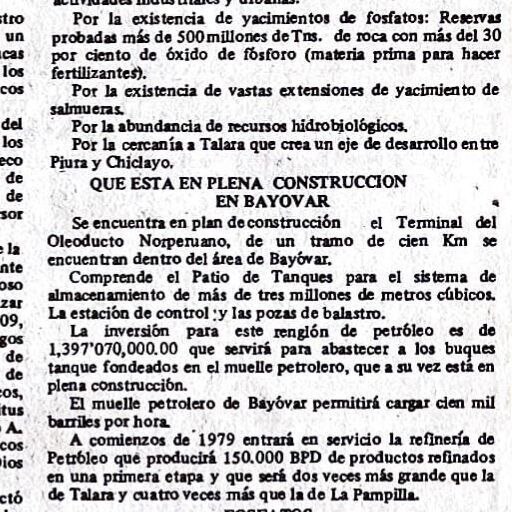 stro
un
cas
los
cos
del
los
eco
de
de
sor
e la
nte
oso
zar
09,
gos
de
de
cos,
itus
A.
cos
Dios
ctó
Por la existencia de yacimientos de fosfatos: Reservas
probadas más de 500 millones de Tns. de roca con más del 30
por ciento de óxido de fósforo (materia prima para hacer
fertilizantes).
Por la existencia de vastas extensiones de yacimiento de
salmueras.
Por la abundancia de recursos hidrobiológicos.
Por la cercanía a Talara que crea un eje de desarrollo entre
Piura y Chiclayo.
QUE ESTA EN PLENA CONSTRUCCION
EN BAYOVAR
Se encuentra en plan de construcción el Terminal del
Oleoducto Norperuano, de un tramo de cien Km se
encuentran dentro del área de Bayóvar.
Comprende el Patio de Tanques para el sistema de
almacenamiento de más de tres millones de metros cúbicos.
La estación de control y las pozas de balastro.
La inversión para este renglón de petróleo es de
1,397'070,000.00 que servirá para abastecer a los buques
tanque fondeados en el muelle petrolero, que a su vez está en
plena construcción.
El muelle petrolero de Bayóvar permitirá cargar cien mil
barriles por hora.
A comienzos de 1979 entrará en servicio la refinería de
Petróleo que producirá 150.000 BPD de productos refinados
en una primera etapa y que será dos veces más grande que la
de Talara y cuatro veces más que la de La Pampilla.